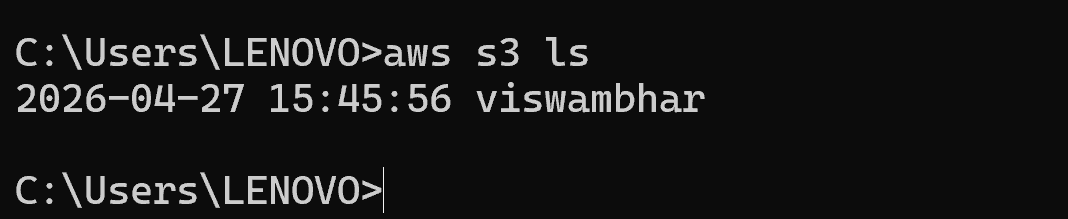 C:\Users\LENOVO>aws s3 ls
2026-04-27 15:45:56 viswambhar
C:\Users\LENOVO>